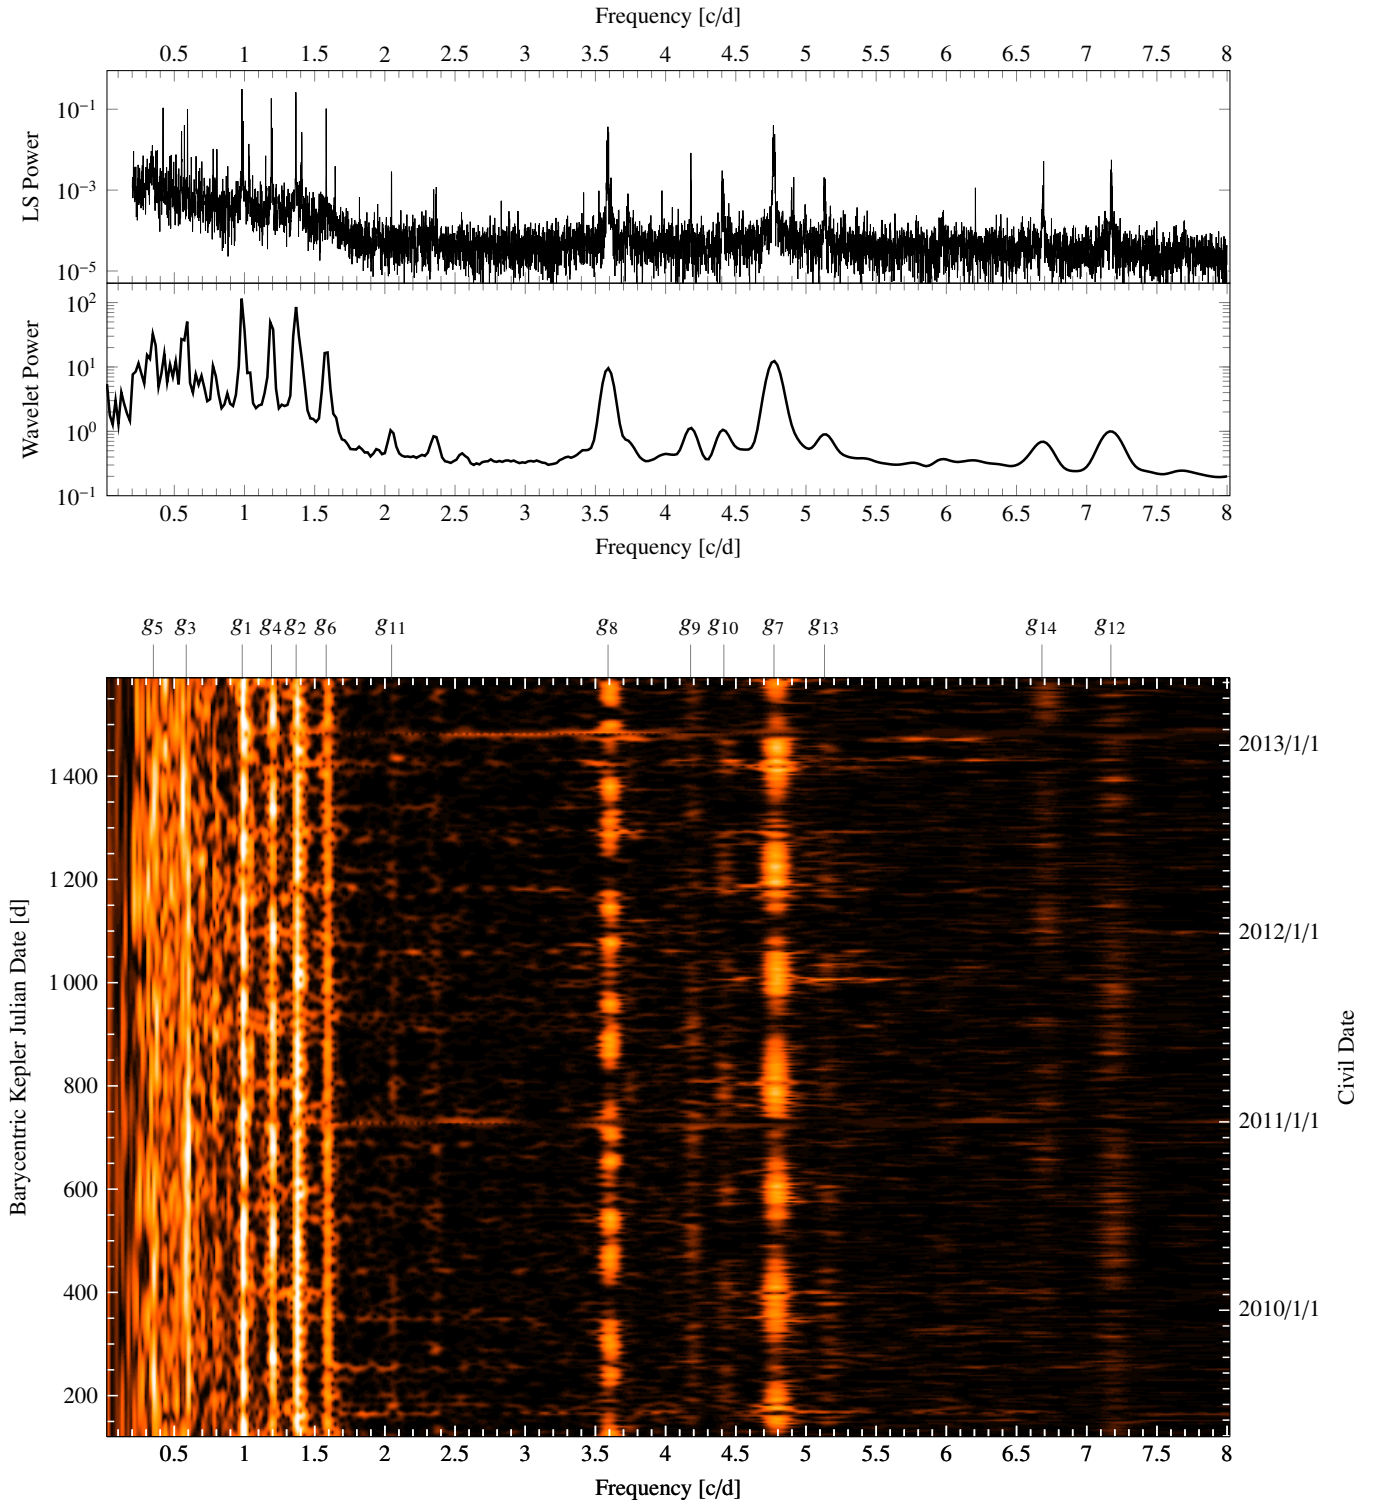 Frequency [c/d]
0.5 1 1.5 2 2.5 3 3.5 4 4.5 5 5.5 6 6.5 7 7.5 8
LS Power
10⁻¹
10⁻³
10⁻⁵
Wavelet Power
10²
10¹
10⁰
10⁻¹
0.5 1 1.5 2 2.5 3 3.5 4 4.5 5 5.5 6 6.5 7 7.5 8
Frequency [c/d]
g₅ g₃ g₁ g₄ g₂ g₆ g₁₁ g₈ g₉ g₁₀ g₇ g₁₃ g₁₄ g₁₂
Barycentric Kepler Julian Date [d]
1 400
1 200
1 000
800
600
400
200
2013/1/1
2012/1/1
2011/1/1
2010/1/1
Civil Date
0.5 1 1.5 2 2.5 3 3.5 4 4.5 5 5.5 6 6.5 7 7.5 8
Frequency [c/d]